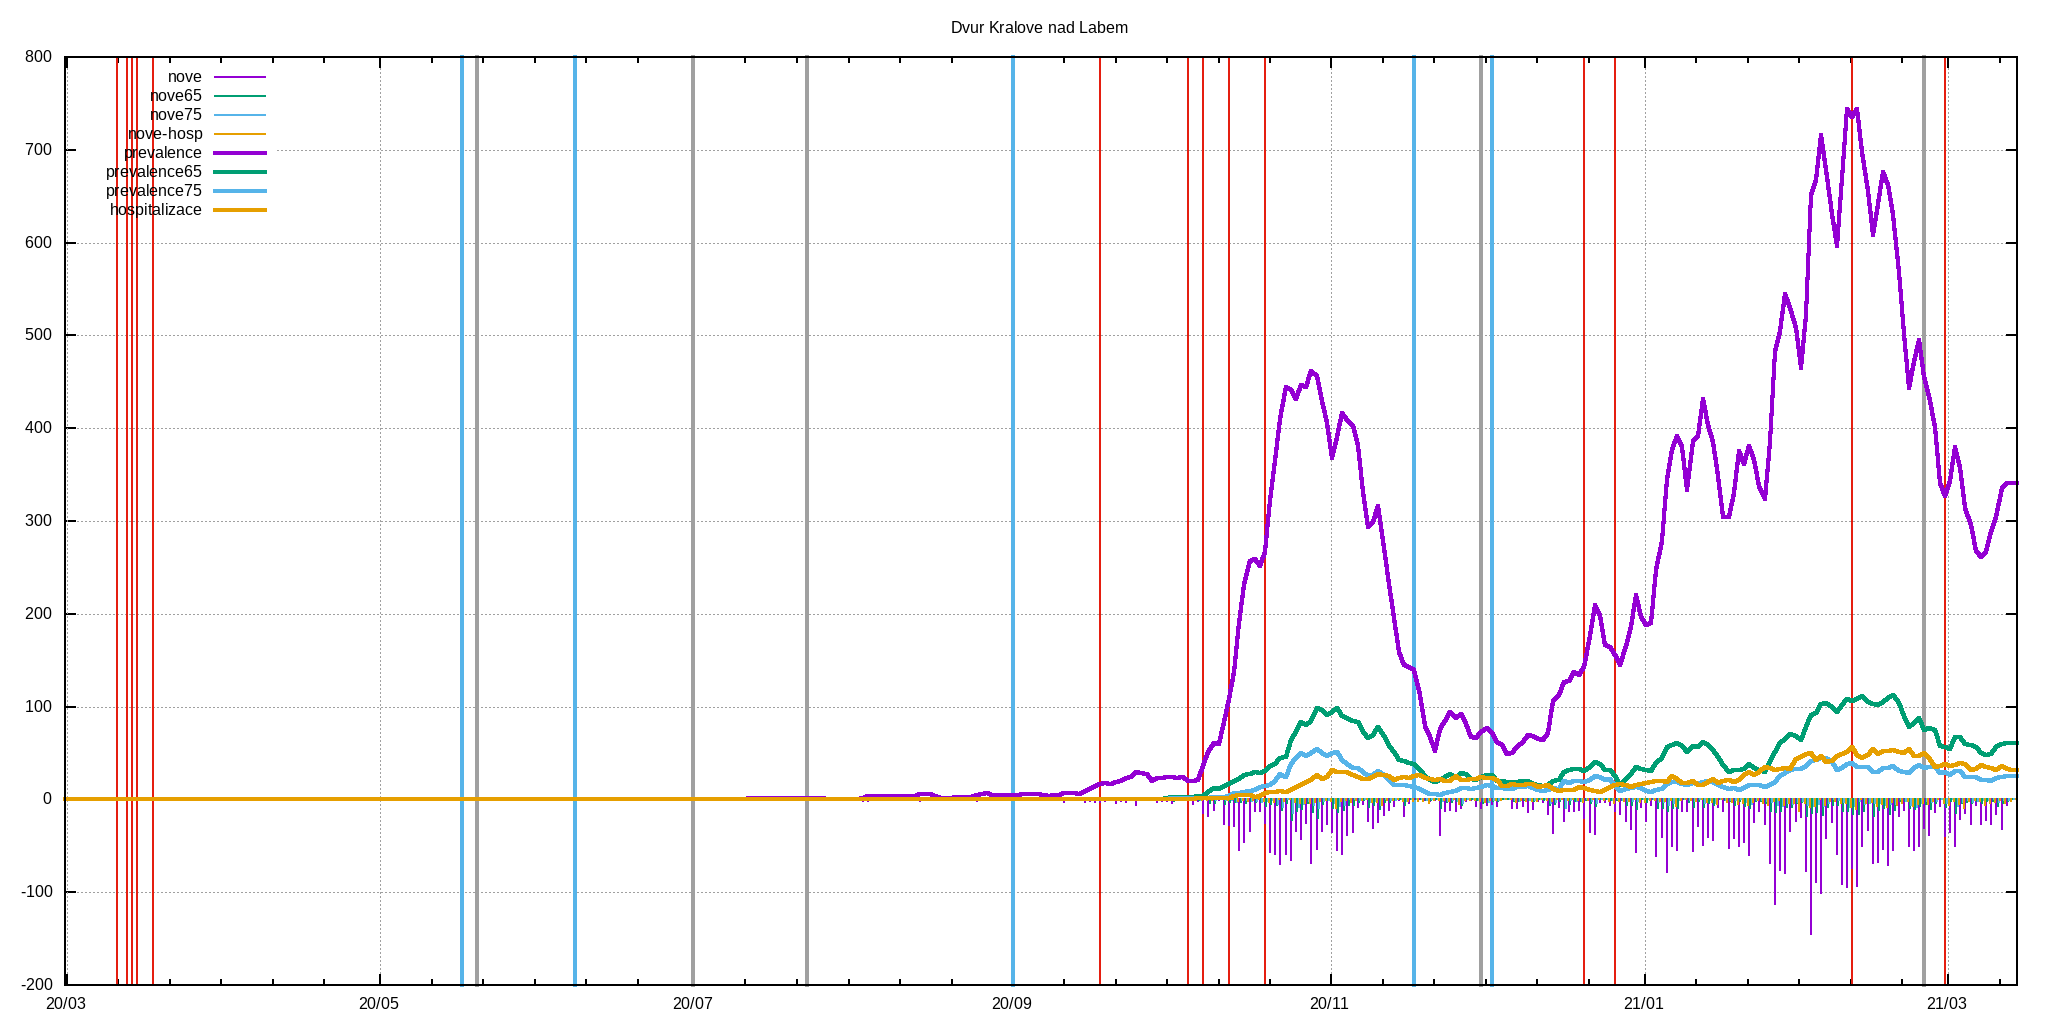 Dvur Kralove nad Labem
800
700
600
500
400
300
200
100
0
-100
-200
nove
nove65
nove75
nove-hosp
prevalence
prevalence65
prevalence75
hospitalizace
20/03 20/05 20/07 20/09 20/11 21/01 21/03